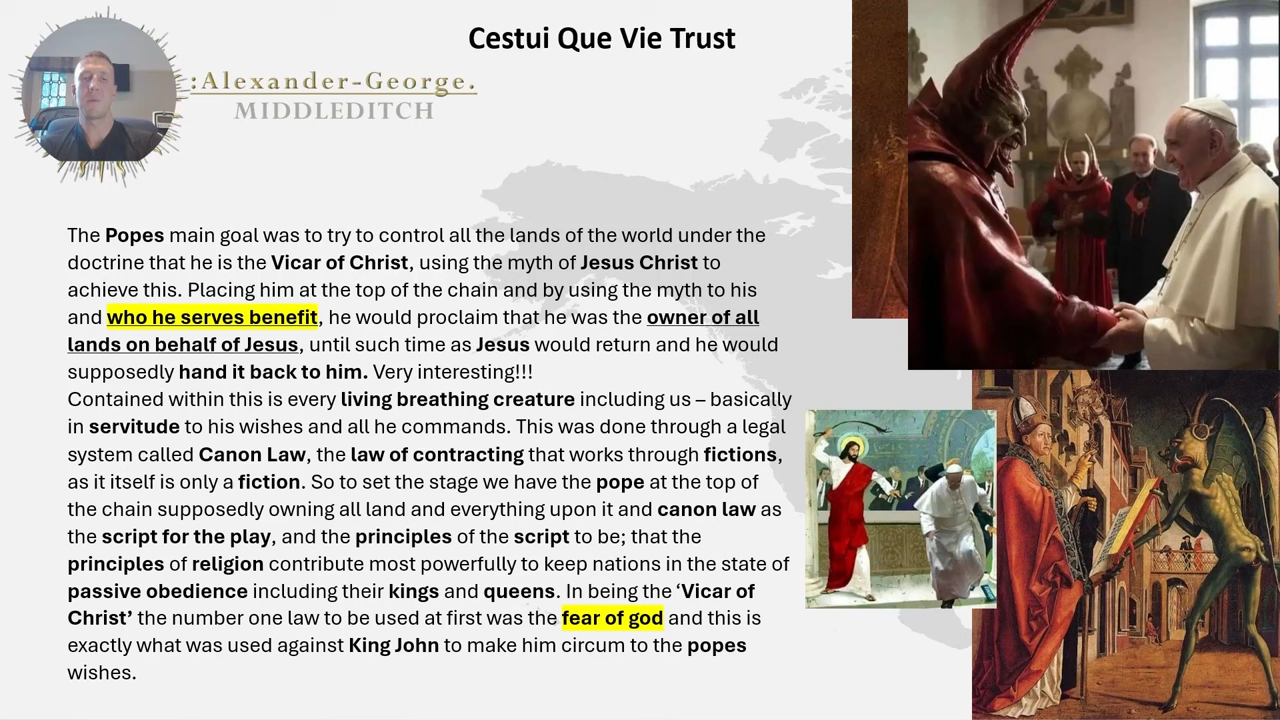 Cestui Que Vie Trust
:Alexander-George.
MIDDLEDITCH
The Popes main goal was to try to control all the lands of the world under the
doctrine that he is the Vicar of Christ, using the myth of Jesus Christ to
achieve this. Placing him at the top of the chain and by using the myth to his
and who he serves benefit, he would proclaim that he was the owner of all
lands on behalf of Jesus, until such time as Jesus would return and he would
supposedly hand it back to him. Very interesting!!!
Contained within this is every living breathing creature including us – basically
in servitude to his wishes and all he commands. This was done through a legal
system called Canon Law, the law of contracting that works through fictions,
as it itself is only a fiction. So to set the stage we have the pope at the top of
the chain supposedly owning all land and everything upon it and canon law as
the script for the play, and the principles of the script to be; that the
principles of religion contribute most powerfully to keep nations in the state of
passive obedience including their kings and queens. In being the ‘Vicar of
Christ’ the number one law to be used at first was the fear of god and this is
exactly what was used against King John to make him circum to the popes
wishes.